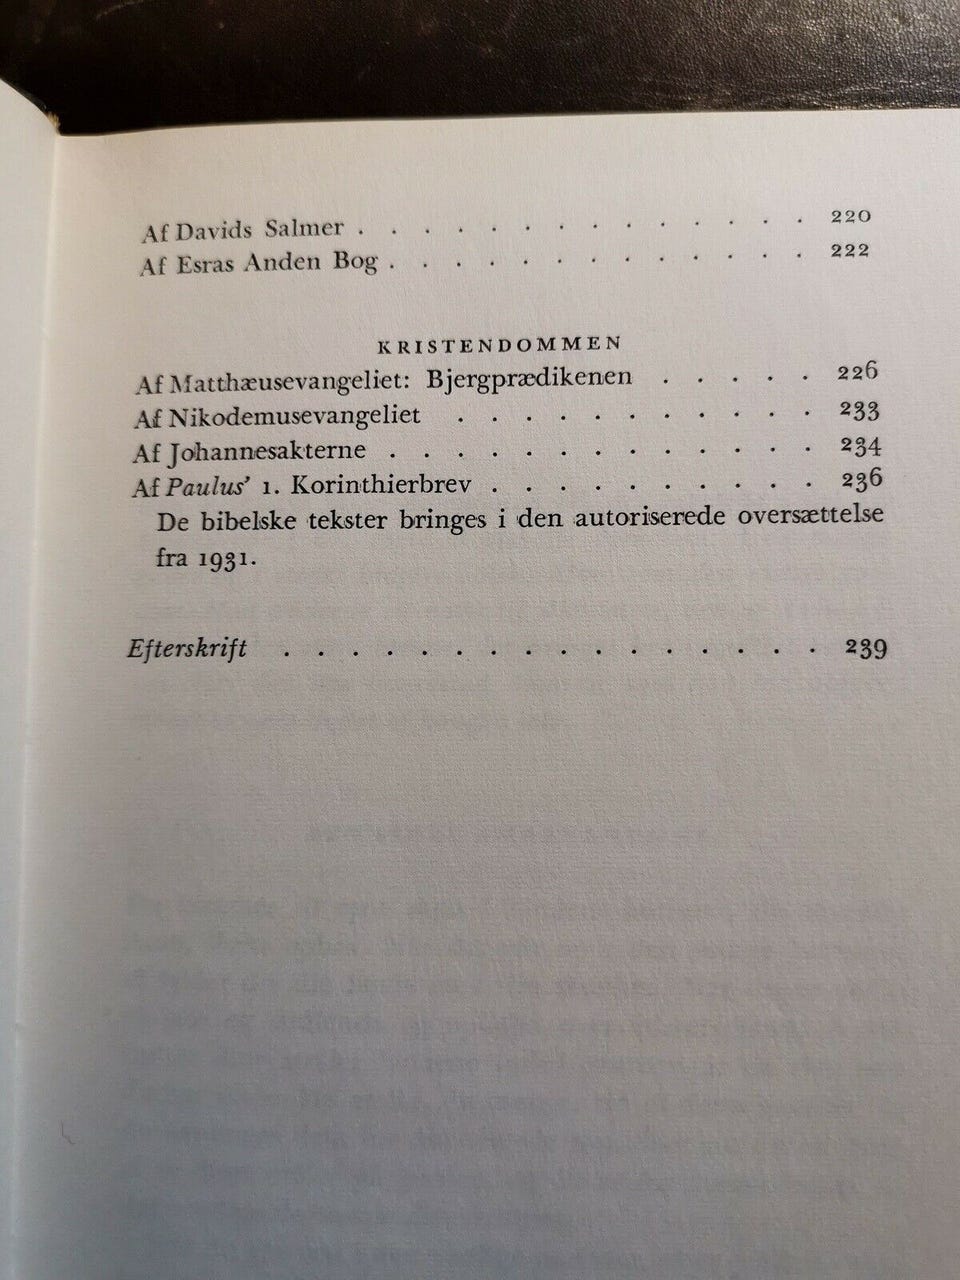 Af Davids Salmer . . . . . . . . . . . . . . 220
Af Esras Anden Bog . . . . . . . . . . . . . 222
KRISTENDOMMEN
Af Matthæusevangeliet: Bjergprædikenen . . . . . 226
Af Nikodemusevangeliet . . . . . . . . . . . 233
Af Johannesakterne . . . . . . . . . . . . . 234
Af Paulus’ 1. Korinthierbrev . . . . . . . . . . 236
De bibelske tekster bringes i den autoriserede oversættelse
fra 1931.
Efterskrift . . . . . . . . . . . . . . . . 239